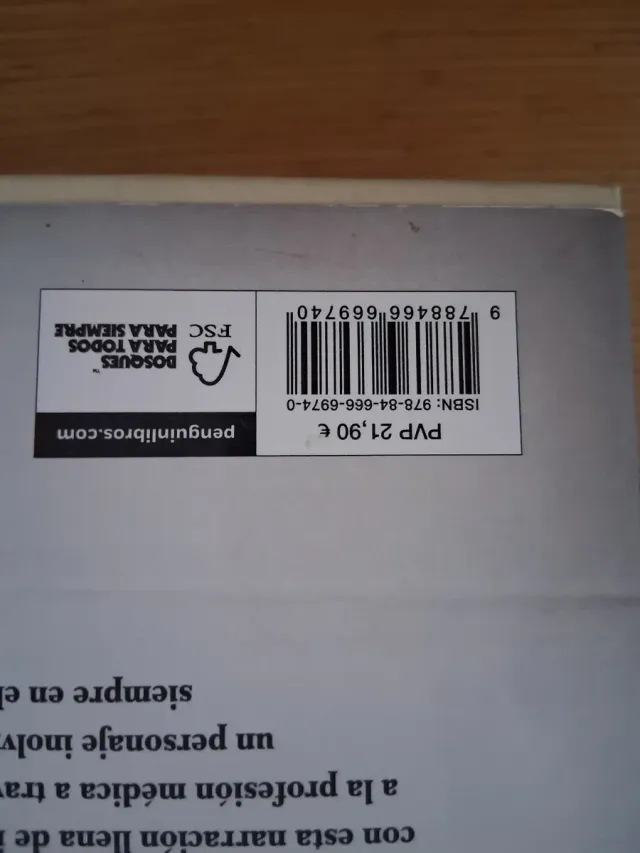 con esta narración llena de
a la profesión médica a trav
un personaje inolv
siempre en el
PVP 21,90 €
ISBN: 978-84-666-6974-0
9 788466 669740
penguinlibros.com
FSC
BOSQUES™
PARA TODOS
PARA SIEMPRE